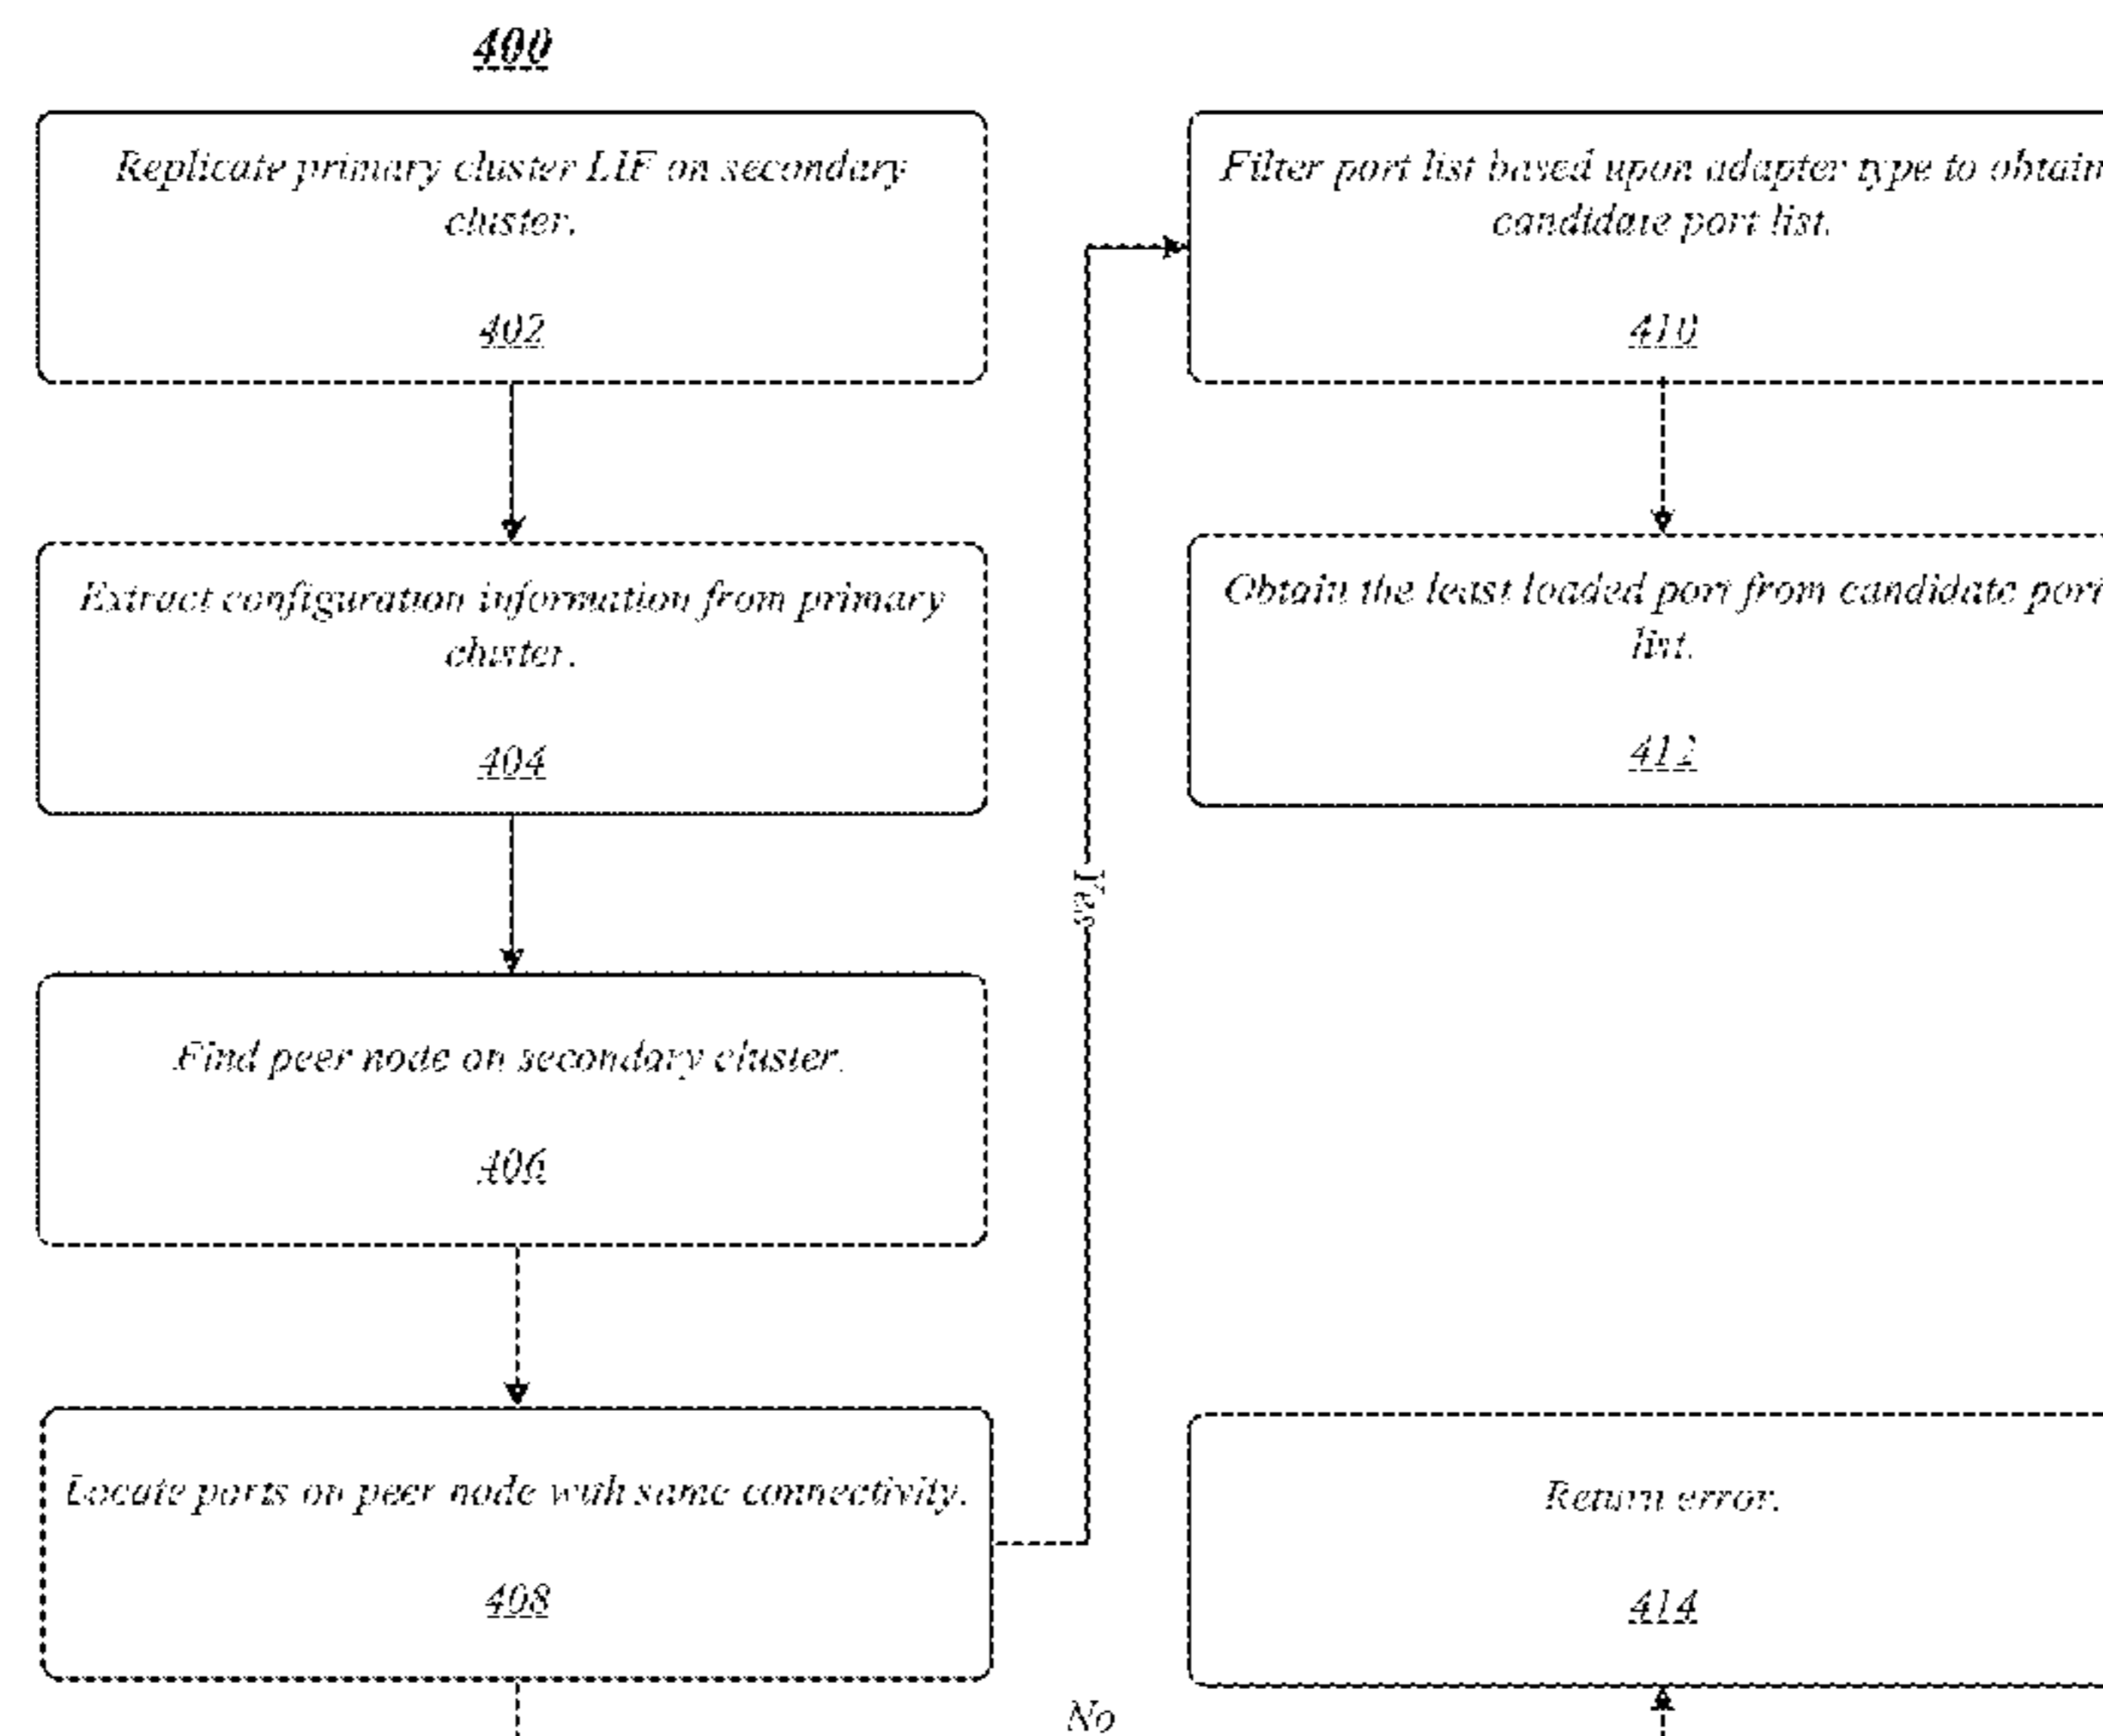 400
Replicate primary cluster LIF on secondary
cluster.
402
Extract configuration information from primary
cluster.
404
Find peer node on secondary cluster.
406
Locate ports on peer node with same connectivity.
408
Yes
No
Filter port list based upon adapter type to obtain
candidate port list.
410
Obtain the least loaded port from candidate port
list.
412
Return error.
414